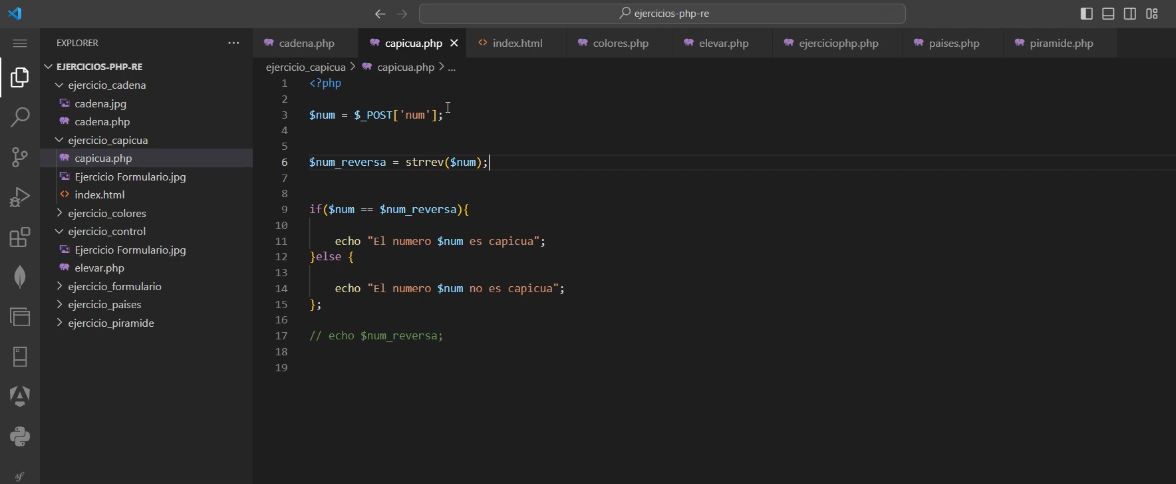 ejercicios-php-re
EXPLORER
EJERCICIOS-PHP-RE
ejercicio_cadena
cadena.jpg
cadena.php
ejercicio_capicua
capicua.php
Ejercicio Formulario.jpg
index.html
ejercicio_colores
ejercicio_control
Ejercicio Formulario.jpg
elevar.php
ejercicio_formulario
ejercicio_paises
ejercicio_piramide
cadena.php capicua.php index.html colores.php elevar.php ejerciciophp.php paises.php piramide.php
ejercicio_capicua > capicua.php > ...
1 <?php
2
3 $num = $_POST['num'];
4
5
6 $num_reversa = strrev($num);
7
8
9 if($num == $num_reversa){
10
11 echo "El numero $num es capicua";
12 }else {
13
14 echo "El numero $num no es capicua";
15 };
16
17 // echo $num_reversa;
18
19